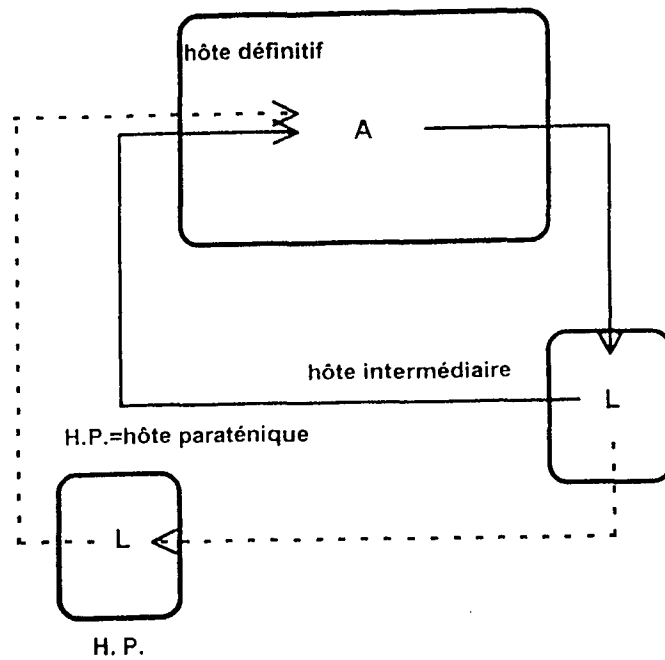 hôte définitif
A
hôte intermédiaire
L
H.P.=hôte paraténique
L
H. P.